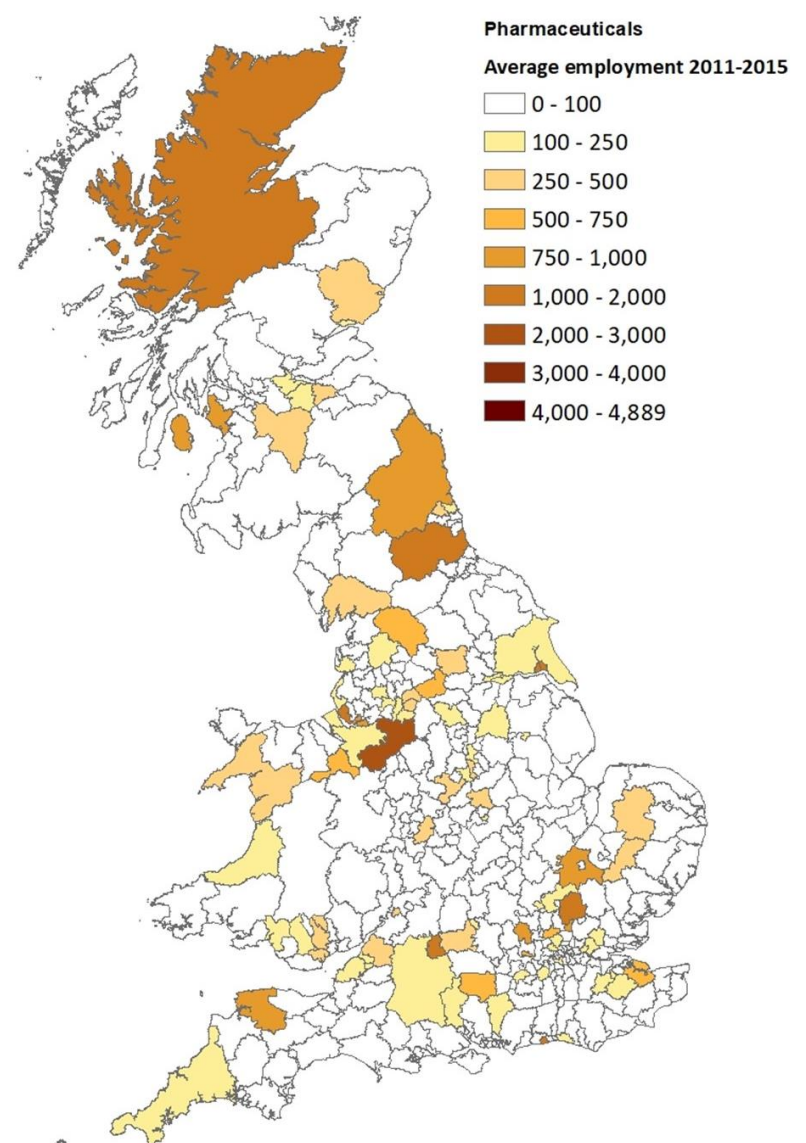 Pharmaceuticals
Average employment 2011-2015
0 - 100
100 - 250
250 - 500
500 - 750
750 - 1,000
1,000 - 2,000
2,000 - 3,000
3,000 - 4,000
4,000 - 4,889